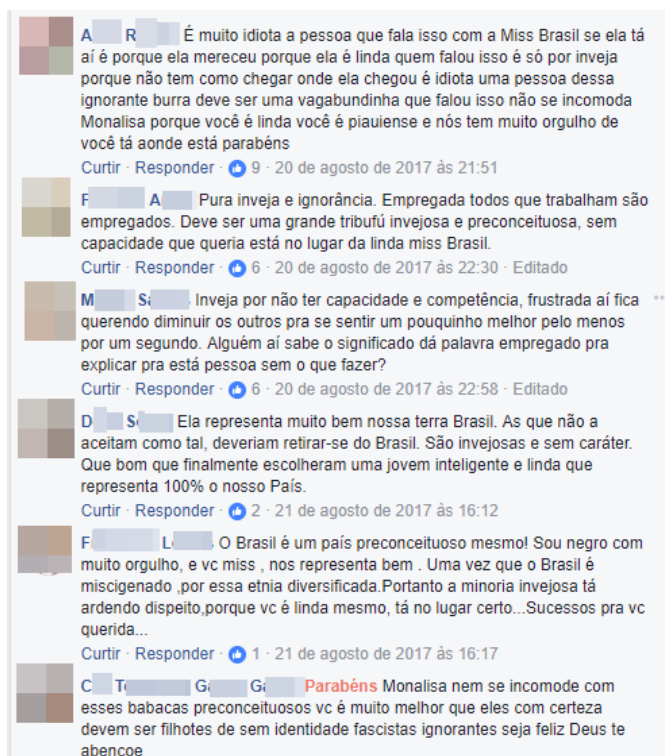 A R É muito idiota a pessoa que fala isso com a Miss Brasil se ela tá
aí é porque ela mereceu porque ela é linda quem falou isso é só por inveja
porque não tem como chegar onde ela chegou é idiota uma pessoa dessa
ignorante burra deve ser uma vagabundinha que falou isso não se incomoda
Monalisa porque você é linda você é piauiense e nós tem muito orgulho de
você tá aonde está parabéns
Curtir · Responder · 9 · 20 de agosto de 2017 às 21:51
F A Pura inveja e ignorância. Empregada todos que trabalham são
empregados. Deve ser uma grande tribufú invejosa e preconceituosa, sem
capacidade que queria está no lugar da linda miss Brasil.
Curtir · Responder · 6 · 20 de agosto de 2017 às 22:30 · Editado
M Sa Inveja por não ter capacidade e competência, frustrada aí fica
querendo diminuir os outros pra se sentir um pouquinho melhor pelo menos
por um segundo. Alguém aí sabe o significado dá palavra empregado pra
explicar pra está pessoa sem o que fazer?
Curtir · Responder · 6 · 20 de agosto de 2017 às 22:58 · Editado
D S Ela representa muito bem nossa terra Brasil. As que não a
aceitam como tal, deveriam retirar-se do Brasil. São invejosas e sem caráter.
Que bom que finalmente escolheram uma jovem inteligente e linda que
representa 100% o nosso País.
Curtir · Responder · 2 · 21 de agosto de 2017 às 16:12
F L O Brasil é um país preconceituoso mesmo! Sou negro com
muito orgulho, e vc miss , nos representa bem . Uma vez que o Brasil é
miscigenado ,por essa etnia diversificada.Portanto a minoria invejosa tá
ardendo dispeito,porque vc é linda mesmo, tá no lugar certo...Sucessos pra vc
querida...
Curtir · Responder · 1 · 21 de agosto de 2017 às 16:17
C T Ga Ga Parabéns Monalisa nem se incomode com
esses babacas preconceituosos vc é muito melhor que eles com certeza
devem ser filhotes de sem identidade fascistas ignorantes seja feliz Deus te
abençoe